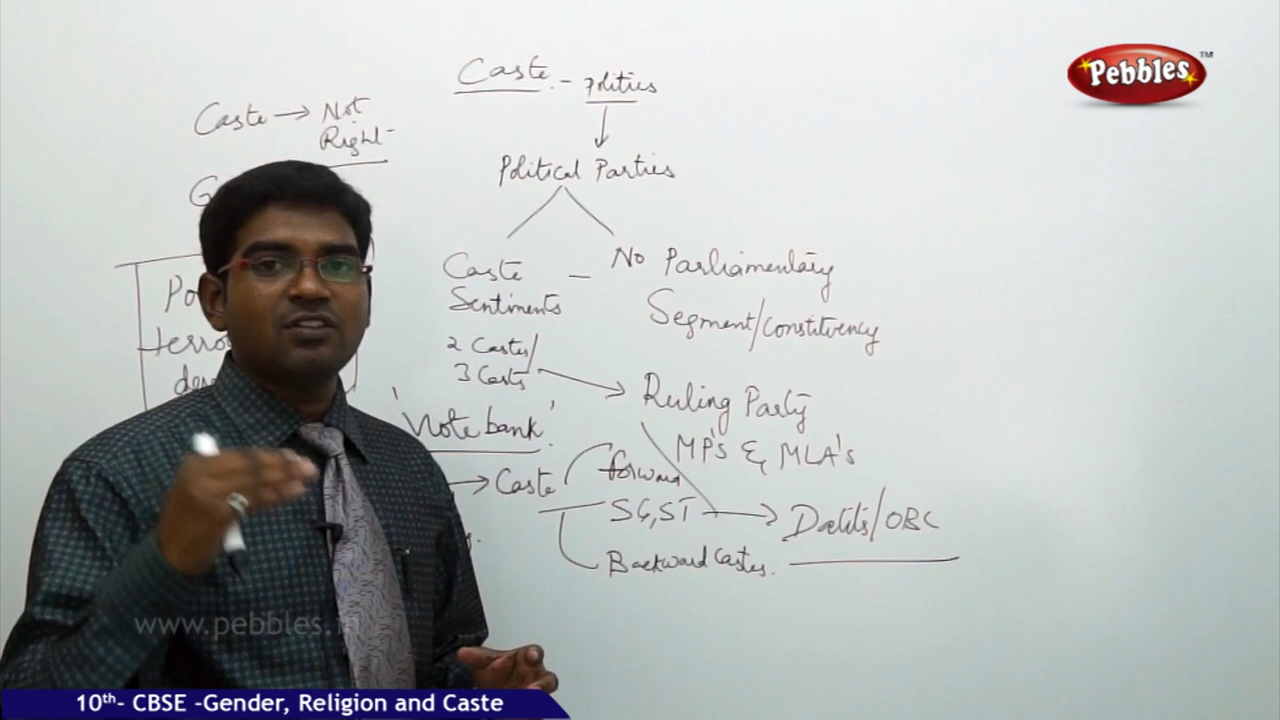 Pebbles™
Caste - Politics
Caste → Not
Right
Political Parties
Caste
Sentiments
2 Castes/
3 Casts
No Parliamentary
Segment/constituency
Ruling Party
MP's & MLA's
'Vote bank'
→ Caste
forward
SC, ST → Dalits/OBC
Backward Castes.
www.pebbles.in
10th- CBSE -Gender, Religion and Caste